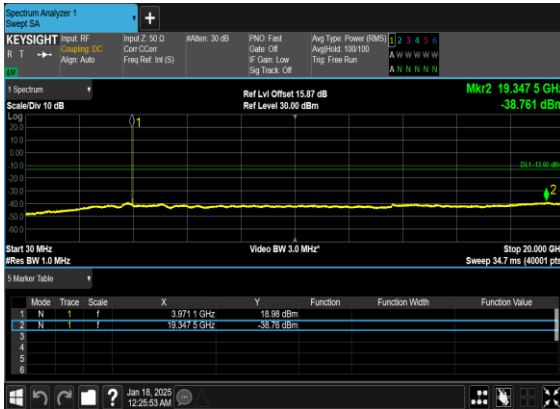 Spectrum Analyzer 1
Swept SA
KEYSIGHT Input: RF Input Z: 50 Ω #Atten: 30 dB PNO: Fast Avg Type: Power (RMS) 1 2 3 4 5 6
R T Coupling: DC Corr CCorr Gate: Off Avg|Hold: 100/100 A W W W W W
Align: Auto Freq Ref: Int (S) IF Gain: Low Trig: Free Run
Sig Track: Off A N N N N N
1 Spectrum Ref Lvl Offset 15.87 dB Mkr2 19.347 5 GHz
Scale/Div 10 dB Ref Level 30.00 dBm -38.761 dBm
Log
20.0
10.0
0.00
-10.0
DL1 -13.00 dBm
-20.0
-30.0
-40.0
-50.0
-60.0
1
2
Start 30 MHz Video BW 3.0 MHz* Stop 20.000 GH
#Res BW 1.0 MHz Sweep 34.7 ms (40001 pts
5 Marker Table
Mode Trace Scale X Y Function Function Width Function Value
1 N 1 f 3.971 1 GHz 18.98 dBm
2 N 1 f 19.347 5 GHz -38.76 dBm
3
4
5
6
? Jan 18, 2025
12:25:53 AM